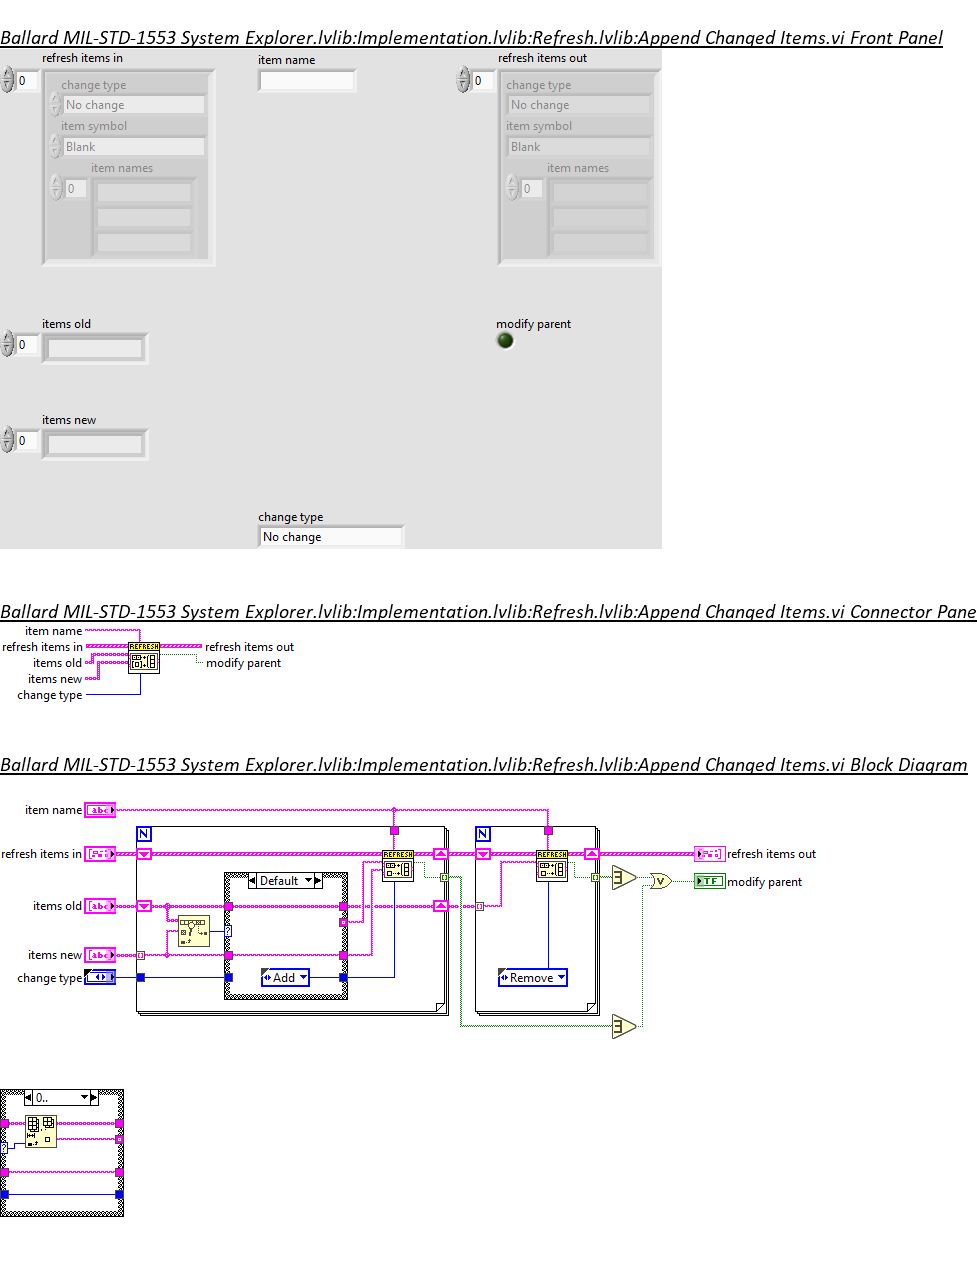 Ballard MIL-STD-1553 System Explorer.lvlib:Implementation.lvlib:Refresh.lvlib:Append Changed Items.vi Front Panel
refresh items in
item name
refresh items out
0
0
change type
change type
No change
No change
item symbol
item symbol
Blank
Blank
item names
item names
0
0
items old
modify parent
0
items new
0
change type
No change
Ballard MIL-STD-1553 System Explorer.lvlib:Implementation.lvlib:Refresh.lvlib:Append Changed Items.vi Connector Pane
item name
refresh items in
REFRESH
refresh items out
items old
modify parent
items new
change type
Ballard MIL-STD-1553 System Explorer.lvlib:Implementation.lvlib:Refresh.lvlib:Append Changed Items.vi Block Diagram
item name
abc
N
N
refresh items in
REFRESH
REFRESH
refresh items out
Default
V
TF
modify parent
items old
abc
?
items new
abc
change type
Add
Remove
0..
?